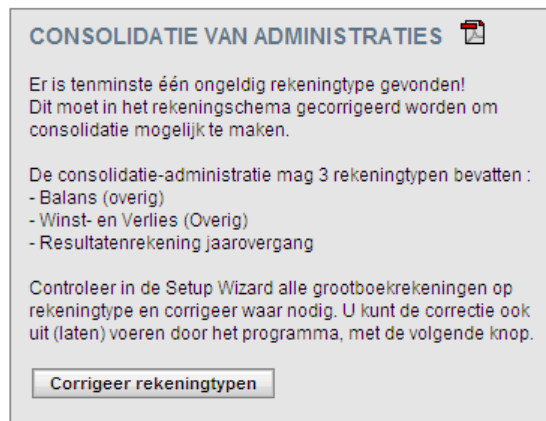 CONSOLIDATIE VAN ADMINISTRATIES
Er is tenminste één ongeldig rekeningtype gevonden!
Dit moet in het rekeningschema gecorrigeerd worden om
consolidatie mogelijk te maken.
De consolidatie-administratie mag 3 rekeningtypen bevatten :
- Balans (overig)
- Winst- en Verlies (Overig)
- Resultatenrekening jaarovergang
Controleer in de Setup Wizard alle grootboekrekeningen op
rekeningtype en corrigeer waar nodig. U kunt de correctie ook
uit (laten) voeren door het programma, met de volgende knop.
Corrigeer rekeningtypen